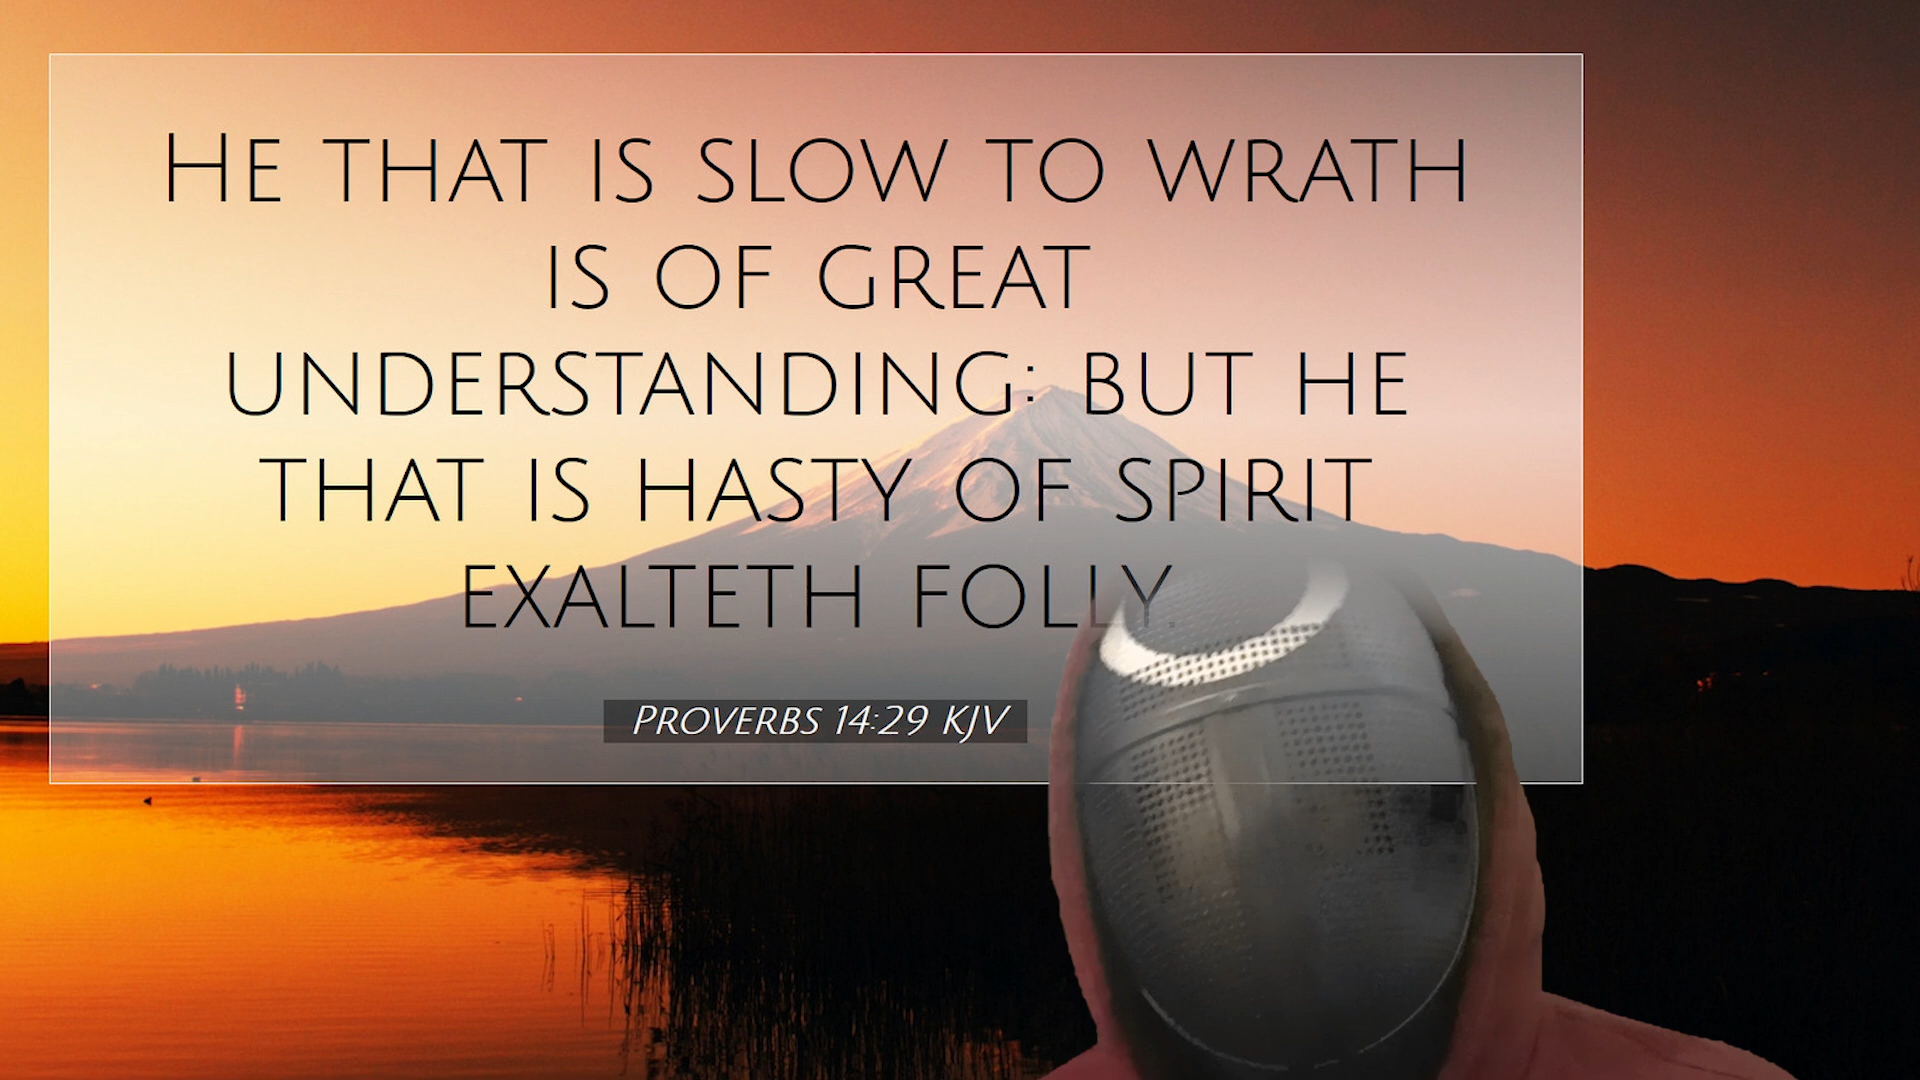 He that is slow to wrath
is of great
understanding: but he
that is hasty of spirit
exalteth folly.
Proverbs 14:29 KJV